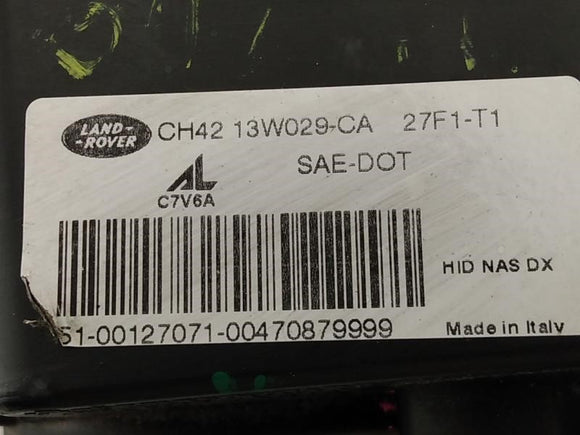 LAND-
-ROVER
CH42 13W029-CA 27F1-T1
SAE-DOT
AL
C7V6A
HID NAS DX
51-00127071-00470879999
Made in Italy